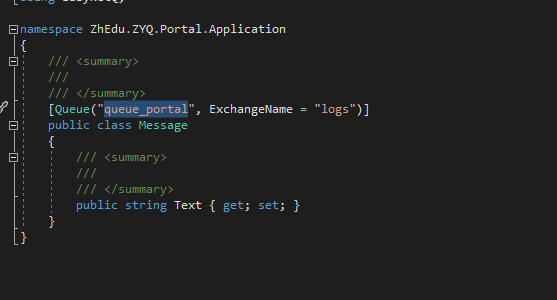 namespace ZhEdu.ZYQ.Portal.Application
{
/// <summary>
///
/// </summary>
[Queue("queue_portal", ExchangeName = "logs")]
public class Message
{
/// <summary>
///
/// </summary>
public string Text { get; set; }
}
}